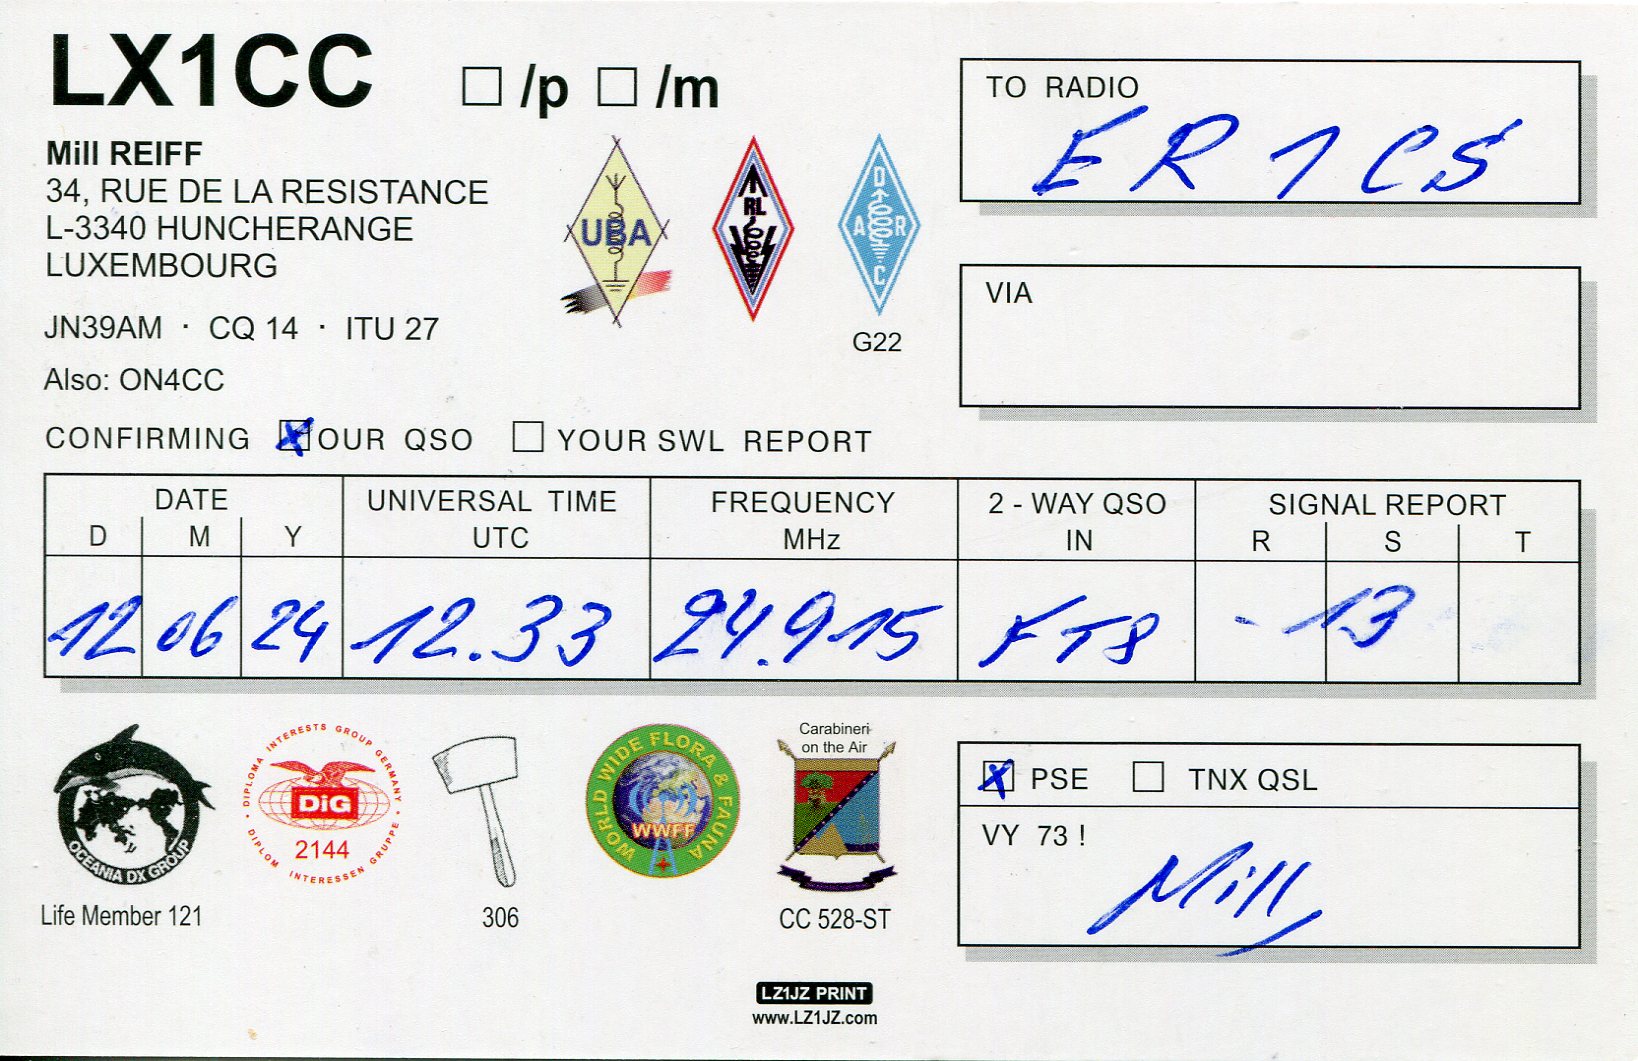 LX1CC
☐ /p ☐ /m
Mill REIFF
34, RUE DE LA RESISTANCE
L-3340 HUNCHERANGE
LUXEMBOURG
JN39AM · CQ 14 · ITU 27
Also: ON4CC
UBA
RL
D
A R
C
G22
TO RADIO
ER1CS
VIA
CONFIRMING ☒ OUR QSO ☐ YOUR SWL REPORT
DATE UNIVERSAL TIME FREQUENCY 2 - WAY QSO SIGNAL REPORT
D M Y UTC MHz IN R S T
12 06 24 12.33 24.915 FT8 -13
OCEANIA DX GROUP
Life Member 121
DIPLOMA INTERESTS GROUP GERMANY
DiG
2144
DIPLOM INTERESSEN GRUPPE
306
WORLD WIDE FLORA & FAUNA
WWFF
Carabineri
on the Air
CC 528-ST
☒ PSE ☐ TNX QSL
VY 73 !
Mill
LZ1JZ PRINT
www.LZ1JZ.com